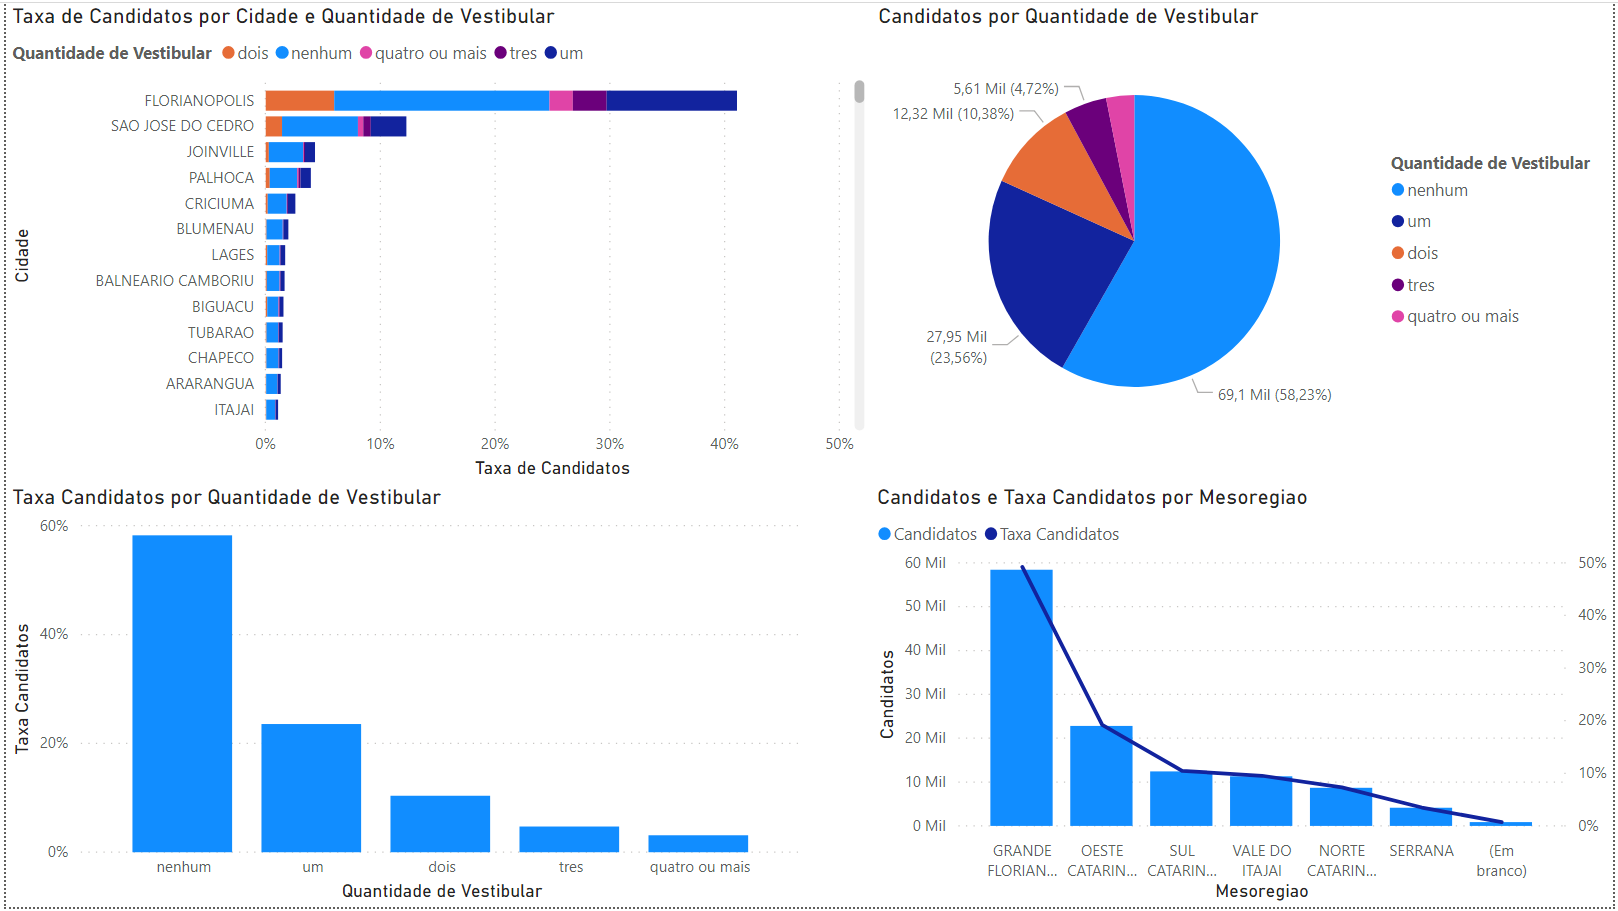 Taxa de Candidatos por Cidade e Quantidade de Vestibular
Quantidade de Vestibular dois nenhum quatro ou mais tres um
Cidade
FLORIANOPOLIS
SAO JOSE DO CEDRO
JOINVILLE
PALHOCA
CRICIUMA
BLUMENAU
LAGES
BALNEARIO CAMBORIU
BIGUACU
TUBARAO
CHAPECO
ARARANGUA
ITAJAI
0% 10% 20% 30% 40% 50%
Taxa de Candidatos
Candidatos por Quantidade de Vestibular
5,61 Mil (4,72%)
12,32 Mil (10,38%)
27,95 Mil
(23,56%)
69,1 Mil (58,23%)
Quantidade de Vestibular
nenhum
um
dois
tres
quatro ou mais
Taxa Candidatos por Quantidade de Vestibular
Taxa Candidatos
60%
40%
20%
0%
nenhum um dois tres quatro ou mais
Quantidade de Vestibular
Candidatos e Taxa Candidatos por Mesoregiao
Candidatos Taxa Candidatos
Candidatos
60 Mil
50 Mil
40 Mil
30 Mil
20 Mil
10 Mil
0 Mil
50%
40%
30%
20%
10%
0%
GRANDE OESTE SUL VALE DO NORTE SERRANA (Em
FLORIAN... CATARIN... CATARIN... ITAJAI CATARIN... branco)
Mesoregiao